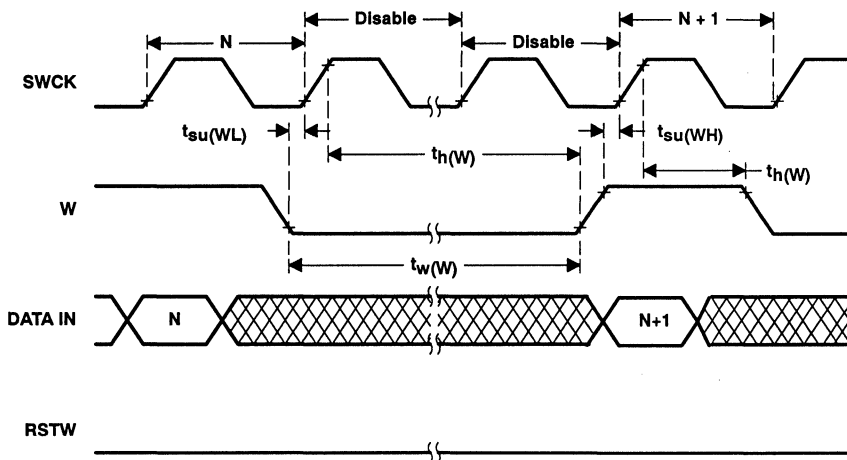 N
Disable
Disable
N + 1
SWCK
tsu(WL)
tsu(WH)
th(W)
th(W)
W
tw(W)
DATA IN
N
N+1
RSTW